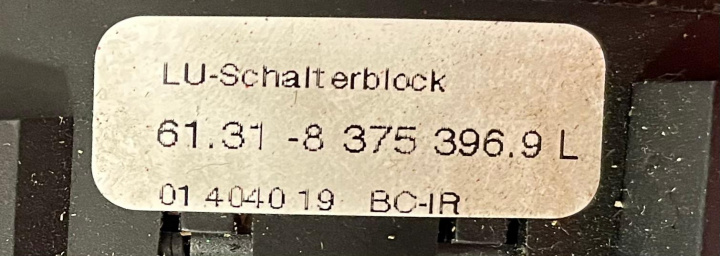 LU-Schalterblock
61.31 -8 375 396.9 L
01 4040 19 BC-IR